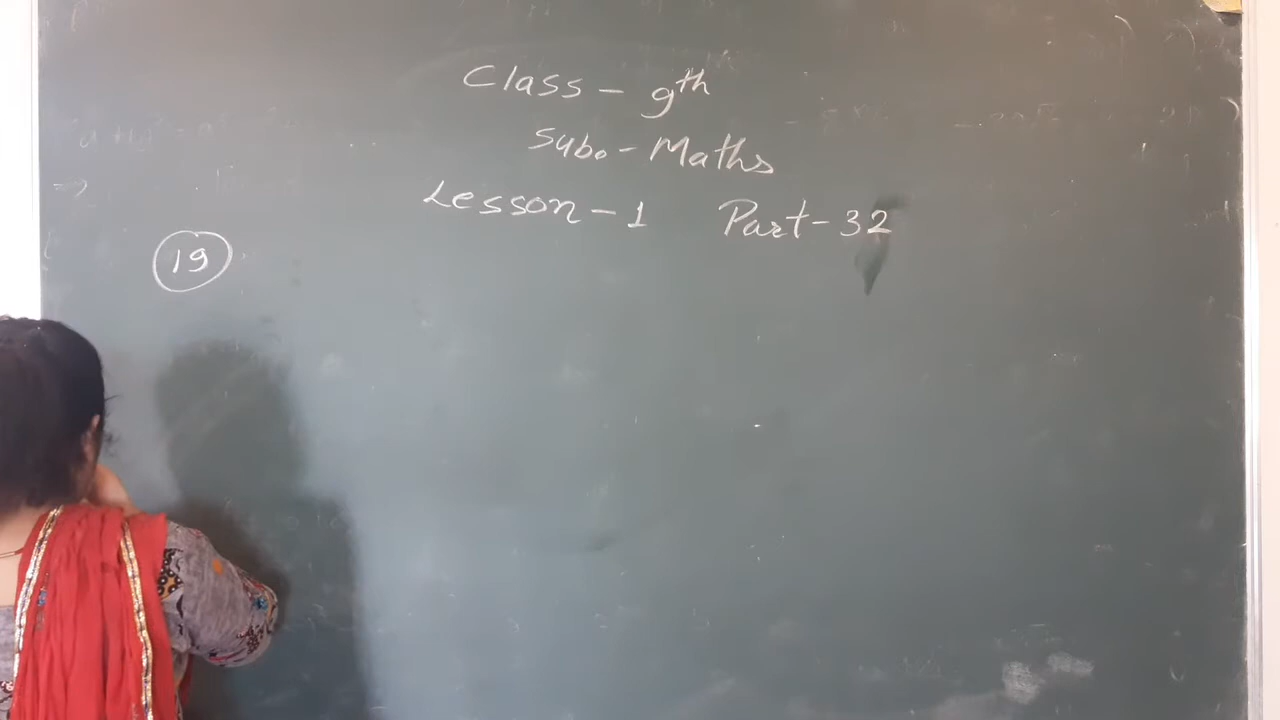 Class - 9th
Sub. - Maths
Lesson - 1 Part - 32
19